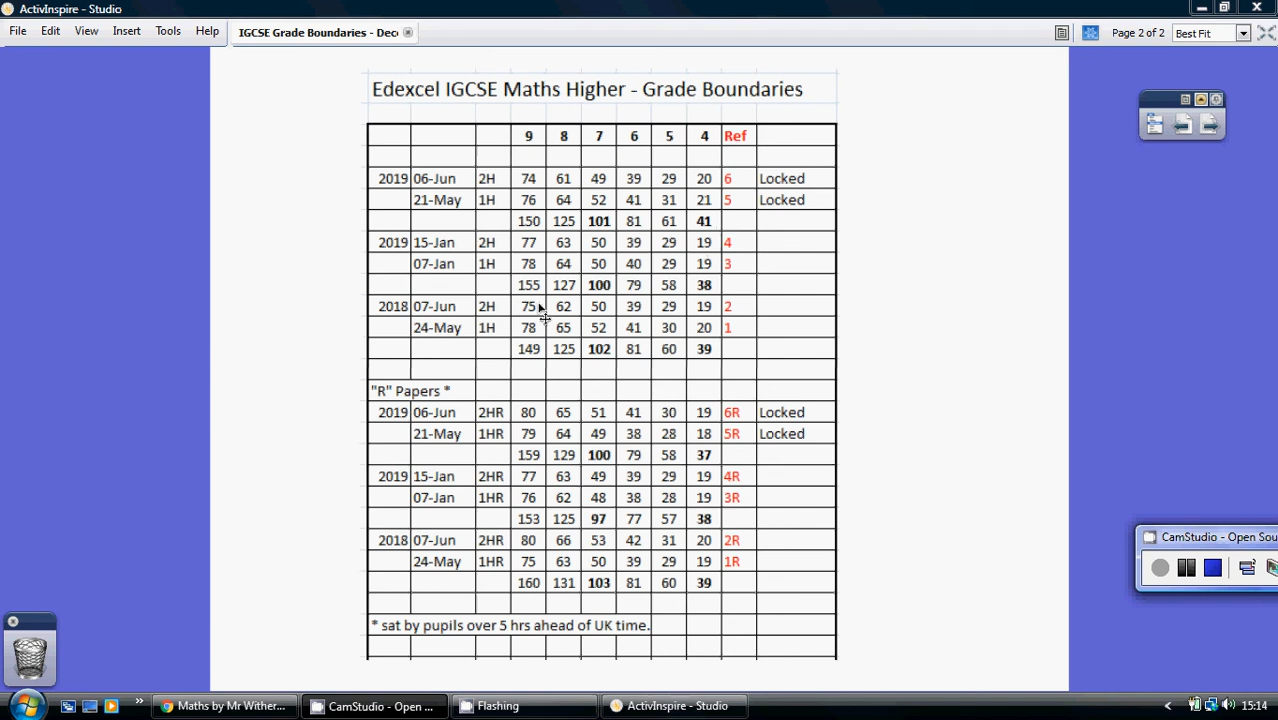 ActivInspire - Studio
File Edit View Insert Tools Help IGCSE Grade Boundaries - Dec Page 2 of 2 Best Fit
Edexcel IGCSE Maths Higher - Grade Boundaries
9 8 7 6 5 4 Ref
2019 06-Jun 2H 74 61 49 39 29 20 6 Locked
21-May 1H 76 64 52 41 31 21 5 Locked
150 125 101 81 61 41
2019 15-Jan 2H 77 63 50 39 29 19 4
07-Jan 1H 78 64 50 40 29 19 3
155 127 100 79 58 38
2018 07-Jun 2H 75 62 50 39 29 19 2
24-May 1H 78 65 52 41 30 20 1
149 125 102 81 60 39
"R" Papers *
2019 06-Jun 2HR 80 65 51 41 30 19 6R Locked
21-May 1HR 79 64 49 38 28 18 5R Locked
159 129 100 79 58 37
2019 15-Jan 2HR 77 63 49 39 29 19 4R
07-Jan 1HR 76 62 48 38 28 19 3R
153 125 97 77 57 38
2018 07-Jun 2HR 80 66 53 42 31 20 2R
24-May 1HR 75 63 50 39 29 19 1R
160 131 103 81 60 39
* sat by pupils over 5 hrs ahead of UK time.
CamStudio - Open Sou
Maths by Mr Wither... CamStudio - Open ... Flashing ActivInspire - Studio 15:14